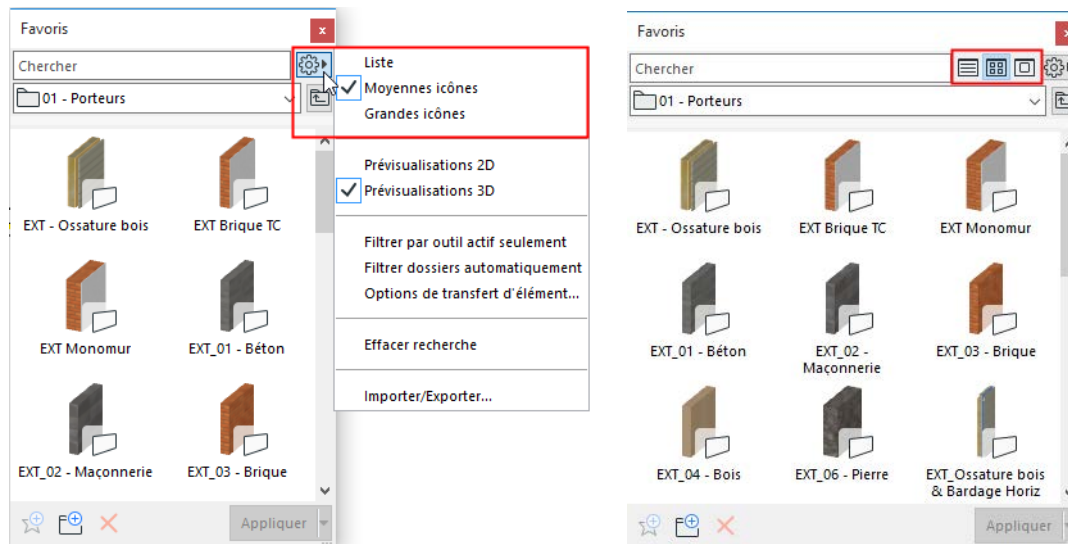 Favoris
x
Chercher
01 - Porteurs
EXT - Ossature bois
EXT Brique TC
EXT Monomur
EXT_01 - Béton
EXT_02 - Maçonnerie
EXT_03 - Brique
Appliquer
Liste
Moyennes icônes
Grandes icônes
Prévisualisations 2D
Prévisualisations 3D
Filtrer par outil actif seulement
Filtrer dossiers automatiquement
Options de transfert d'élément...
Effacer recherche
Importer/Exporter...
Favoris
x
Chercher
01 - Porteurs
EXT - Ossature bois
EXT Brique TC
EXT Monomur
EXT_01 - Béton
EXT_02 -
Maçonnerie
EXT_03 - Brique
EXT_04 - Bois
EXT_06 - Pierre
EXT_Ossature bois
& Bardage Horiz
Appliquer